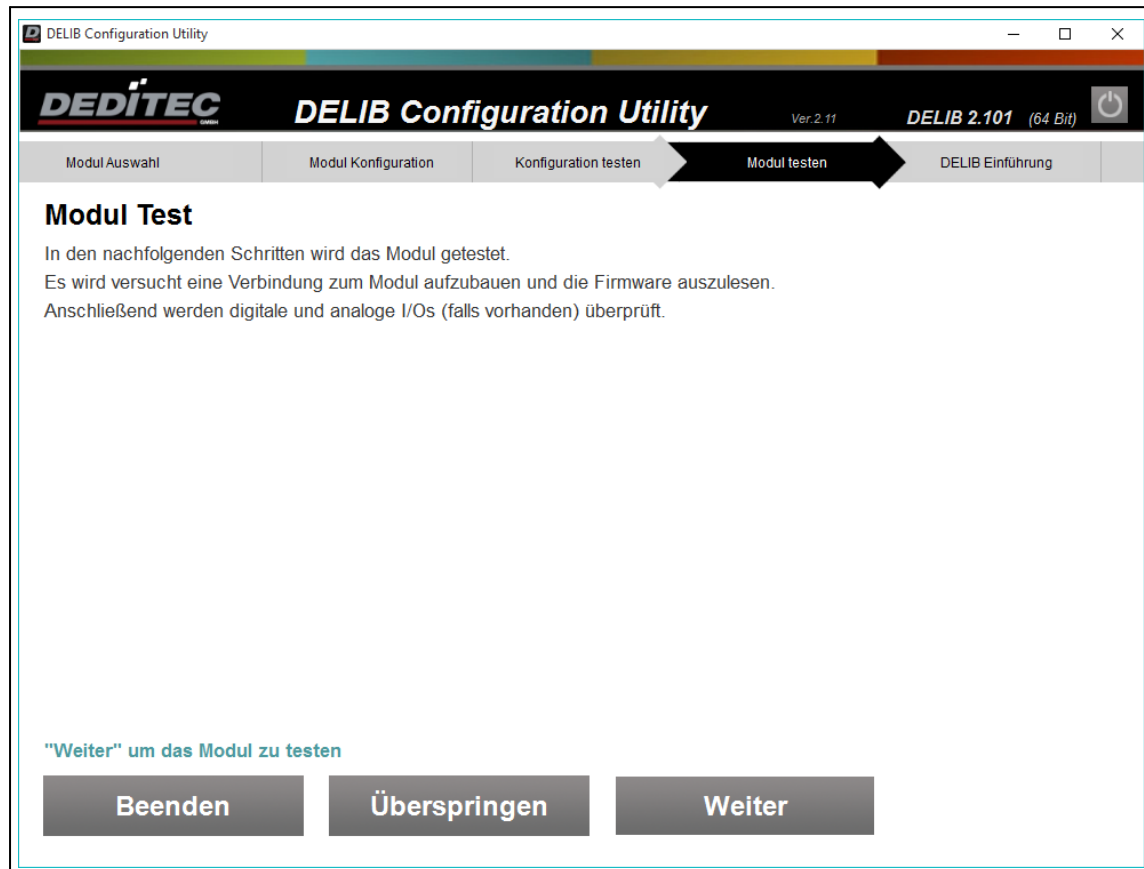 DELIB Configuration Utility
DEDITEC
GMBH
DELIB Configuration Utility
Ver.2.11
DELIB 2.101 (64 Bit)
Modul Auswahl
Modul Konfiguration
Konfiguration testen
Modul testen
DELIB Einführung
Modul Test
In den nachfolgenden Schritten wird das Modul getestet.
Es wird versucht eine Verbindung zum Modul aufzubauen und die Firmware auszulesen.
Anschließend werden digitale und analoge I/Os (falls vorhanden) überprüft.
"Weiter" um das Modul zu testen
Beenden
Überspringen
Weiter